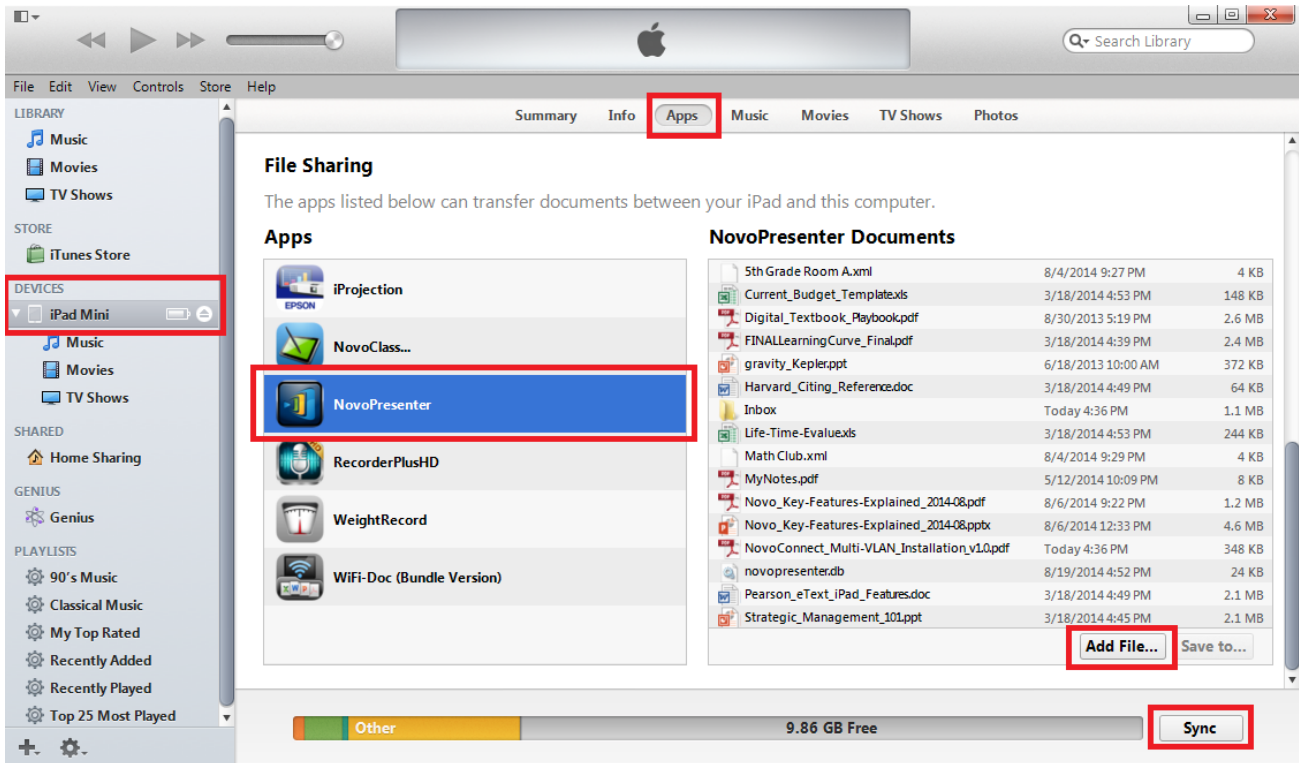 Search Library
File Edit View Controls Store Help
LIBRARY
Music
Movies
TV Shows
STORE
iTunes Store
DEVICES
iPad Mini
Music
Movies
TV Shows
SHARED
Home Sharing
GENIUS
Genius
PLAYLISTS
90's Music
Classical Music
My Top Rated
Recently Added
Recently Played
Top 25 Most Played
Summary Info Apps Music Movies TV Shows Photos
File Sharing
The apps listed below can transfer documents between your iPad and this computer.
Apps
EPSON
iProjection
NovoClass...
NovoPresenter
RecorderPlusHD
WeightRecord
WiFi-Doc (Bundle Version)
NovoPresenter Documents
5th Grade Room A.xml 8/4/2014 9:27 PM 4 KB
Current_Budget_Template.xls 3/18/2014 4:53 PM 148 KB
Digital_Textbook_Playbook.pdf 8/30/2013 5:19 PM 2.6 MB
FINALLearningCurve_Final.pdf 3/18/2014 4:39 PM 2.4 MB
gravity_Kepler.ppt 6/18/2013 10:00 AM 372 KB
Harvard_Citing_Reference.doc 3/18/2014 4:49 PM 64 KB
Inbox Today 4:36 PM 1.1 MB
Life-Time-Evalue.xls 3/18/2014 4:53 PM 244 KB
Math Club.xml 8/4/2014 9:29 PM 4 KB
MyNotes.pdf 5/12/2014 10:09 PM 8 KB
Novo_Key-Features-Explained_2014-08.pdf 8/6/2014 9:22 PM 1.2 MB
Novo_Key-Features-Explained_2014-08.pptx 8/6/2014 12:33 PM 4.6 MB
NovoConnect_Multi-VLAN_Installation_v1.0.pdf Today 4:36 PM 348 KB
novopresenter.db 8/19/2014 4:52 PM 24 KB
Pearson_eText_iPad_Features.doc 3/18/2014 4:49 PM 2.1 MB
Strategic_Management_101.ppt 3/18/2014 4:45 PM 2.1 MB
Add File... Save to...
Other 9.86 GB Free Sync